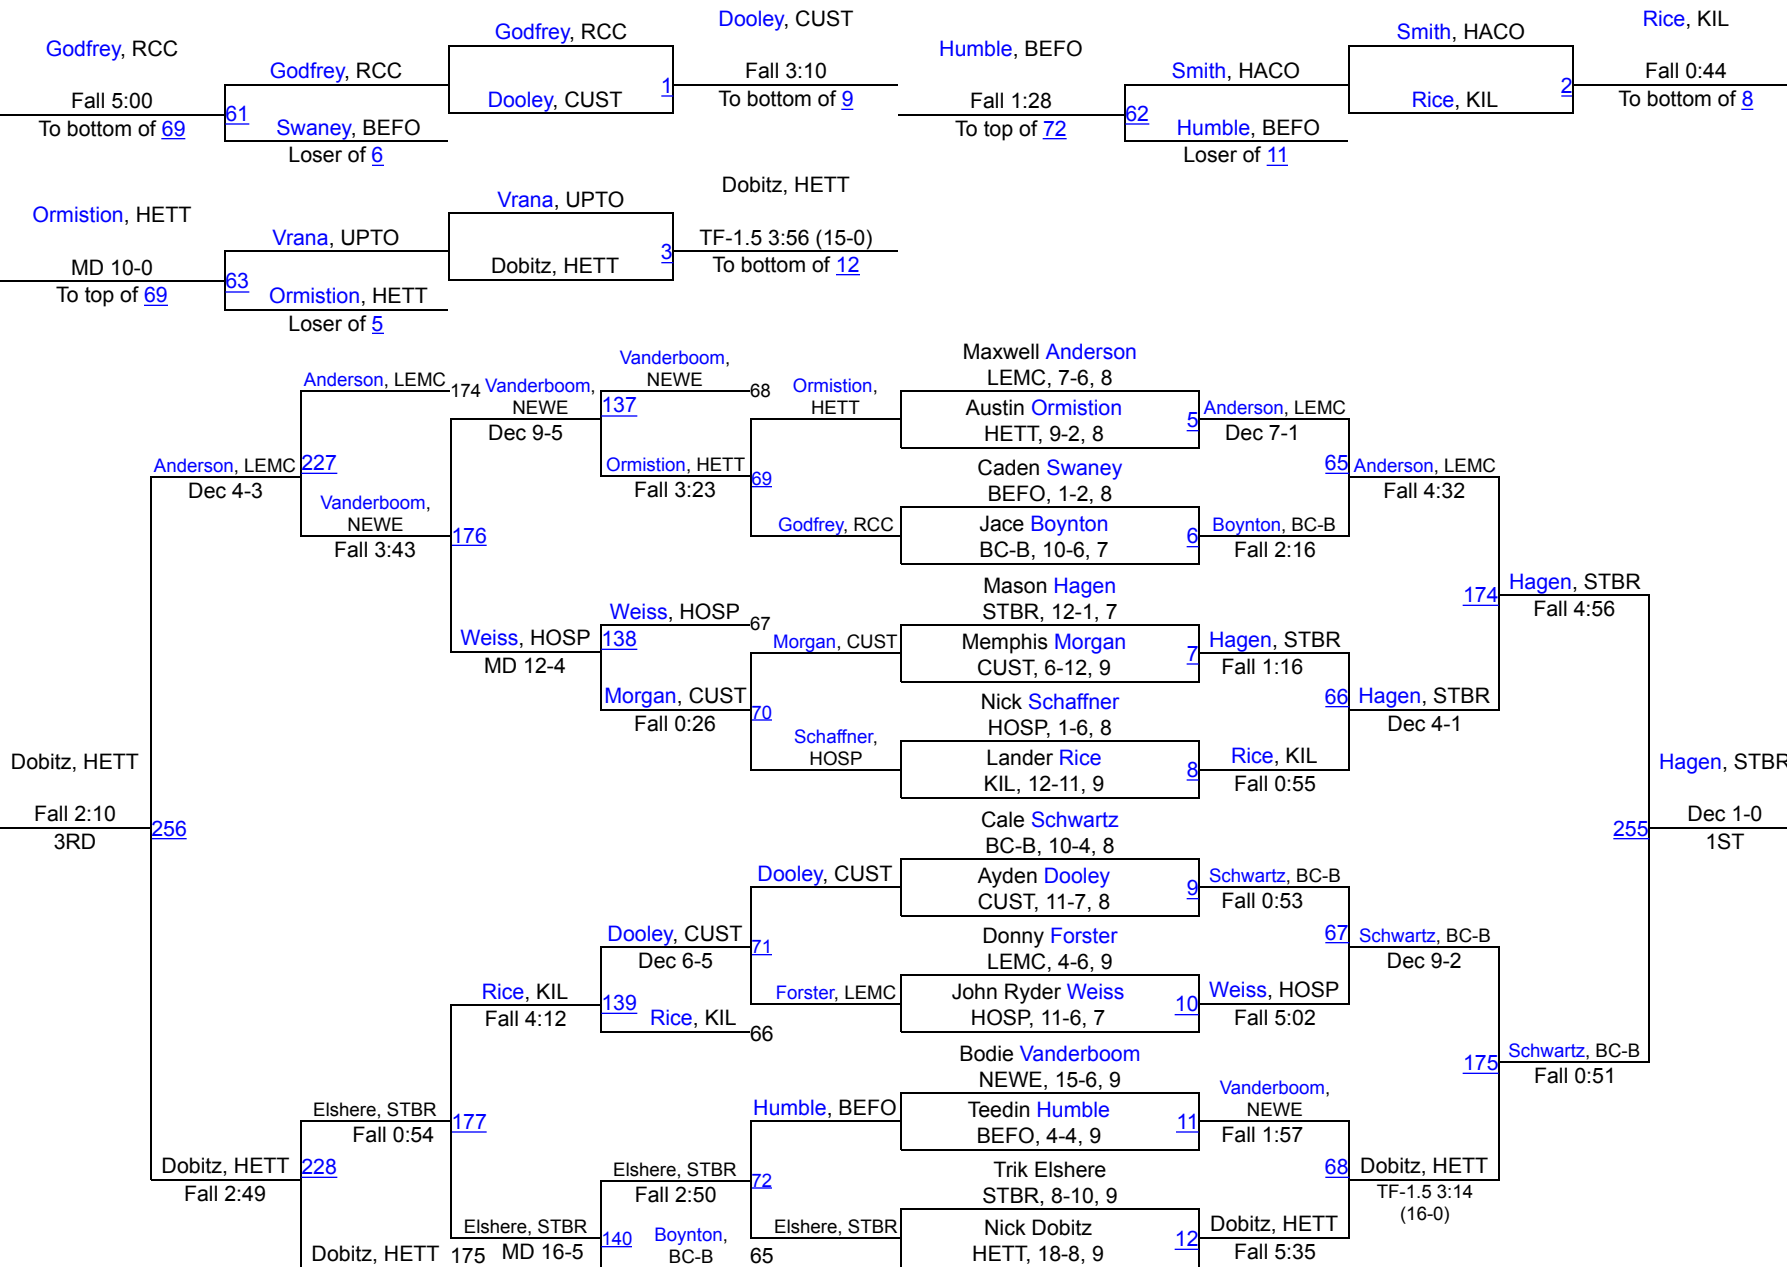 Godfrey, RCC
Fall 5:00
To bottom of 69
Godfrey, RCC
61
Swaney, BEFO
Loser of 6
Godfrey, RCC
Dooley, CUST
1
Dooley, CUST
Fall 3:10
To bottom of 9
Humble, BEFO
Fall 1:28
To top of 72
Smith, HACO
62
Humble, BEFO
Loser of 11
Smith, HACO
Rice, KIL
2
Rice, KIL
Fall 0:44
To bottom of 8
Ormistion, HETT
MD 10-0
To top of 69
Vrana, UPTO
63
Ormistion, HETT
Loser of 5
Vrana, UPTO
Dobitz, HETT
3
Dobitz, HETT
TF-1.5 3:56 (15-0)
To bottom of 12
Dobitz, HETT
Fall 2:10
3RD
256
Anderson, LEMC
Dec 4-3
Anderson, LEMC 174
227
Vanderboom,
NEWE
Fall 3:43
176
Vanderboom,
NEWE
Dec 9-5
Vanderboom,
NEWE
68
137
Ormistion, HETT
Fall 3:23
69
Ormistion,
HETT
Godfrey, RCC
Weiss, HOSP
MD 12-4
Weiss, HOSP
67
138
Morgan, CUST
Fall 0:26
70
Morgan, CUST
Schaffner,
HOSP
Dobitz, HETT
Fall 2:49
228
Elshere, STBR
Fall 0:54
177
Dobitz, HETT 175
Rice, KIL
Fall 4:12
139
Dooley, CUST
Dec 6-5
71
Rice, KIL
66
Dooley, CUST
Forster, LEMC
Elshere, STBR
MD 16-5
140
Elshere, STBR
Fall 2:50
72
Boynton,
BC-B
65
Humble, BEFO
Elshere, STBR
Maxwell Anderson
LEMC, 7-6, 8
Austin Ormistion
HETT, 9-2, 8
5
Caden Swaney
BEFO, 1-2, 8
Jace Boynton
BC-B, 10-6, 7
6
Mason Hagen
STBR, 12-1, 7
Memphis Morgan
CUST, 6-12, 9
7
Nick Schaffner
HOSP, 1-6, 8
Lander Rice
KIL, 12-11, 9
8
Cale Schwartz
BC-B, 10-4, 8
Ayden Dooley
CUST, 11-7, 8
9
Donny Forster
LEMC, 4-6, 9
John Ryder Weiss
HOSP, 11-6, 7
10
Bodie Vanderboom
NEWE, 15-6, 9
Teedin Humble
BEFO, 4-4, 9
11
Trik Elshere
STBR, 8-10, 9
Nick Dobitz
HETT, 18-8, 9
12
Anderson, LEMC
Dec 7-1
65
Boynton, BC-B
Fall 2:16
Hagen, STBR
Fall 1:16
66
Rice, KIL
Fall 0:55
Schwartz, BC-B
Fall 0:53
67
Weiss, HOSP
Fall 5:02
Vanderboom,
NEWE
Fall 1:57
68
Dobitz, HETT
Fall 5:35
Anderson, LEMC
Fall 4:32
174
Hagen, STBR
Dec 4-1
Schwartz, BC-B
Dec 9-2
175
Dobitz, HETT
TF-1.5 3:14
(16-0)
Hagen, STBR
Fall 4:56
255
Schwartz, BC-B
Fall 0:51
Hagen, STBR
Dec 1-0
1ST